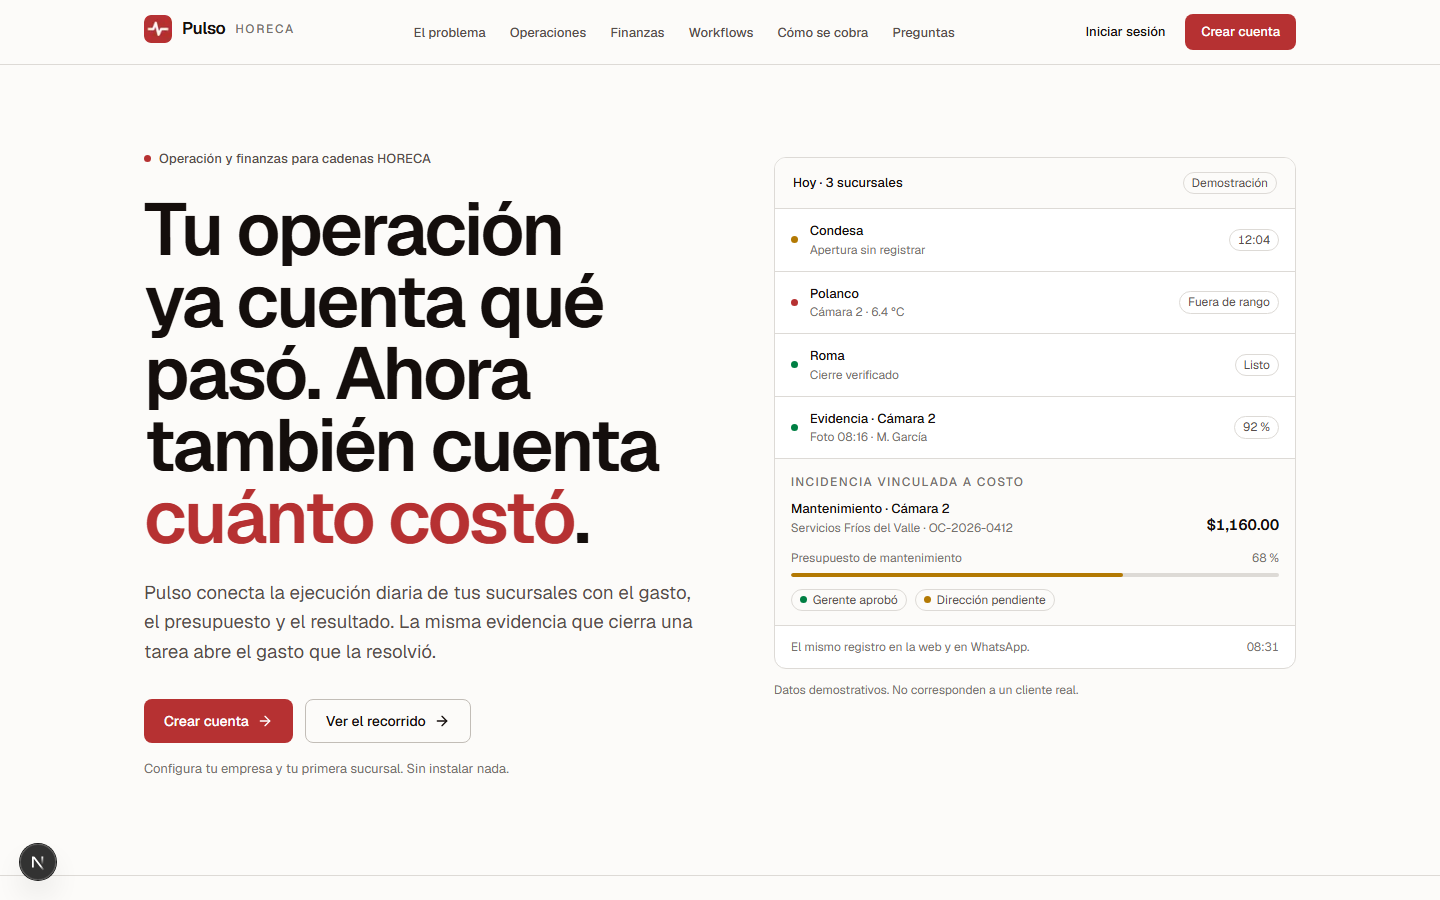 Pulso HORECA
El problema Operaciones Finanzas Workflows Cómo se cobra Preguntas
Iniciar sesión Crear cuenta
Operación y finanzas para cadenas HORECA
Tu operación
ya cuenta qué
pasó. Ahora
también cuenta
cuánto costó.
Pulso conecta la ejecución diaria de tus sucursales con el gasto,
el presupuesto y el resultado. La misma evidencia que cierra una
tarea abre el gasto que la resolvió.
Crear cuenta → Ver el recorrido →
Configura tu empresa y tu primera sucursal. Sin instalar nada.
Hoy · 3 sucursales Demostración
Condesa
Apertura sin registrar
12:04
Polanco
Cámara 2 · 6.4 °C
Fuera de rango
Roma
Cierre verificado
Listo
Evidencia · Cámara 2
Foto 08:16 · M. García
92 %
INCIDENCIA VINCULADA A COSTO
Mantenimiento · Cámara 2
Servicios Fríos del Valle · OC-2026-0412
$1,160.00
Presupuesto de mantenimiento 68 %
Gerente aprobó Dirección pendiente
El mismo registro en la web y en WhatsApp. 08:31
Datos demostrativos. No corresponden a un cliente real.
N